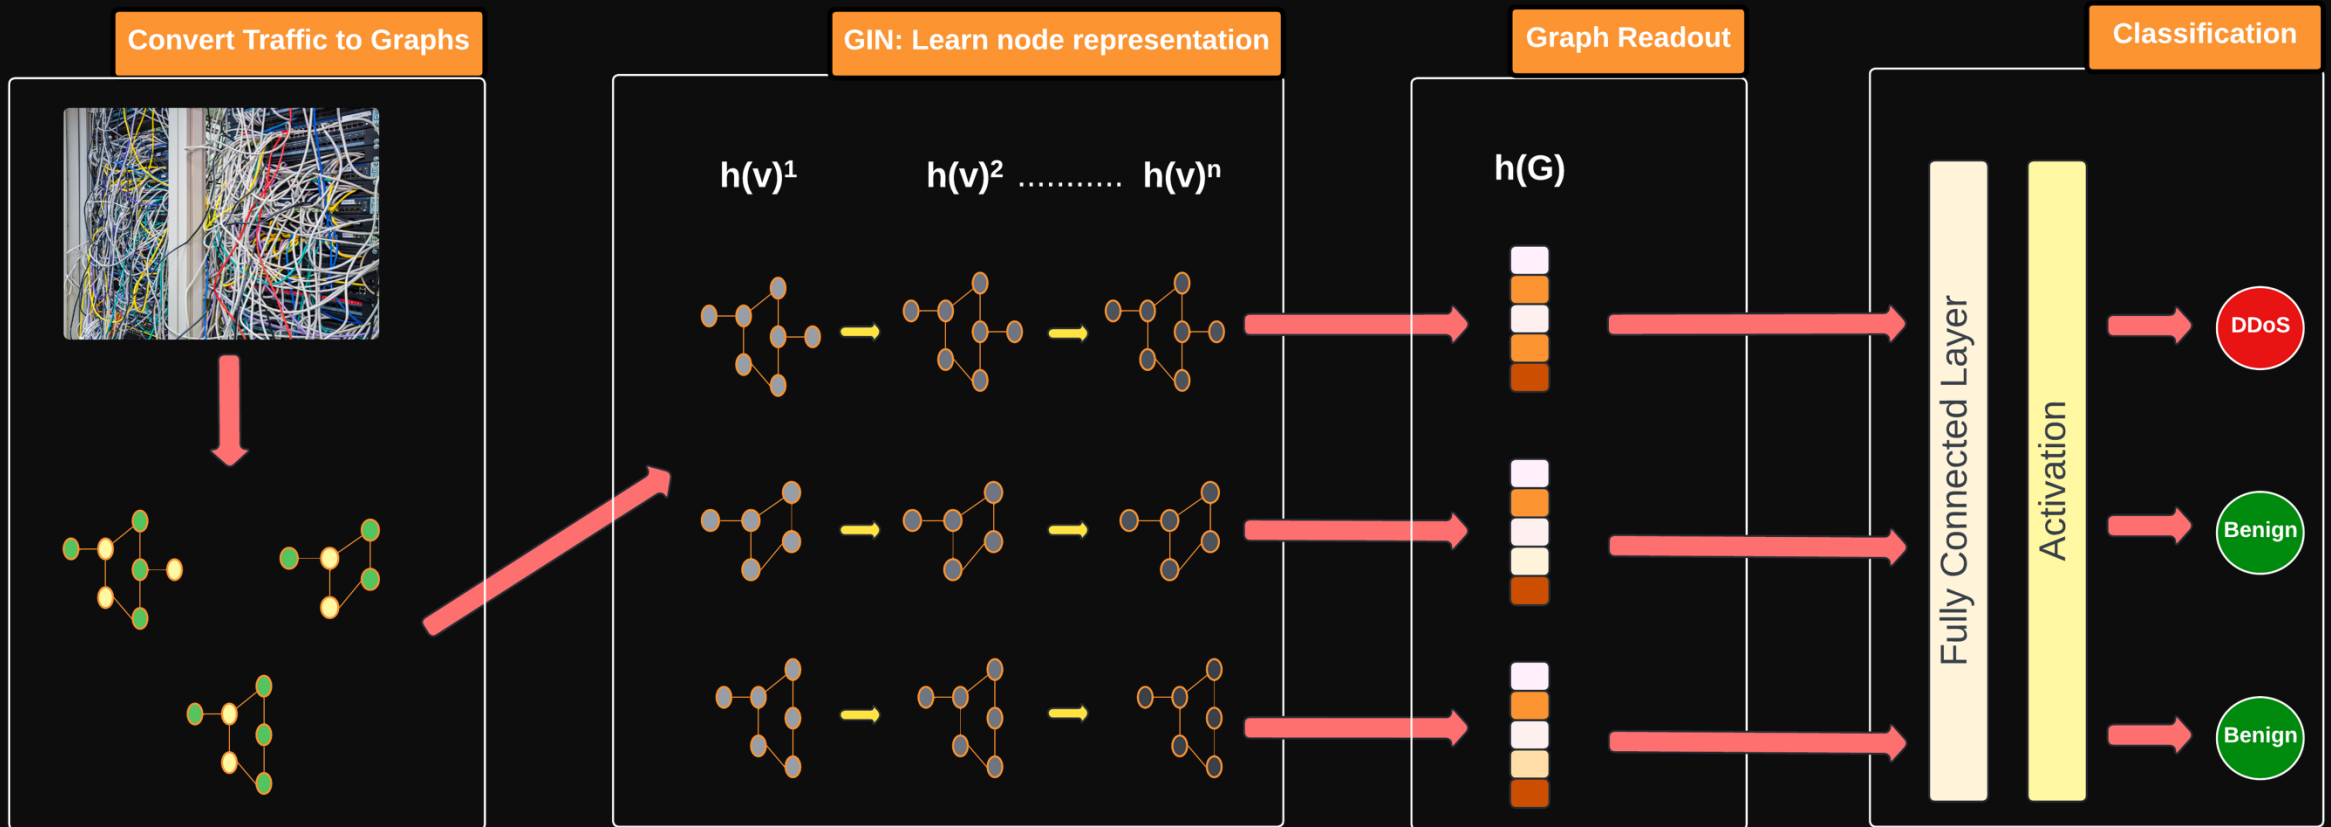 Convert Traffic to Graphs
GIN: Learn node representation
Graph Readout
Classification
h(v)¹
h(v)² ........... h(v)ⁿ
h(G)
Fully Connected Layer
Activation
DDoS
Benign
Benign